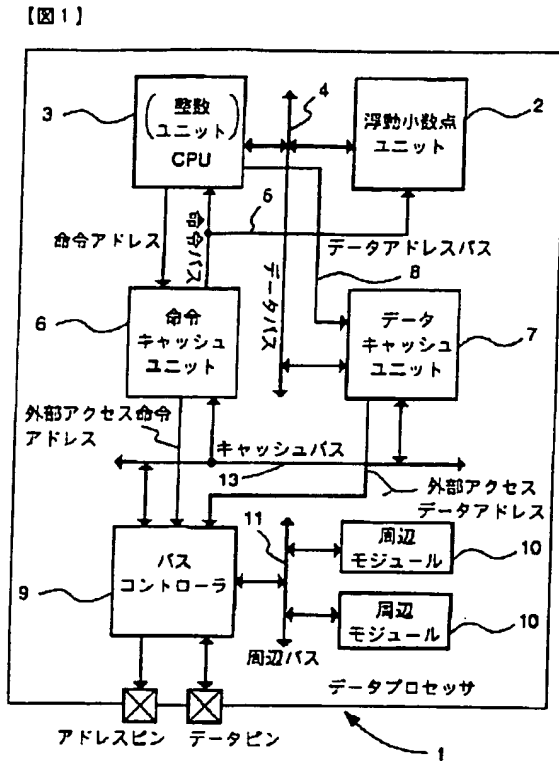 【図1】
3
(整数
ユニット)
CPU
4
浮動小数点
ユニット
2
命令アドレス
命令バス
5
データアドレスバス
8
6
命令
キャッシュ
ユニット
データバス
データ
キャッシュ
ユニット
7
外部アクセス命令
アドレス
キャッシュバス
13
外部アクセス
データアドレス
11
周辺
モジュール
10
9
バス
コントローラ
周辺
モジュール
10
周辺バス
データプロセッサ
アドレスピン
データピン
1